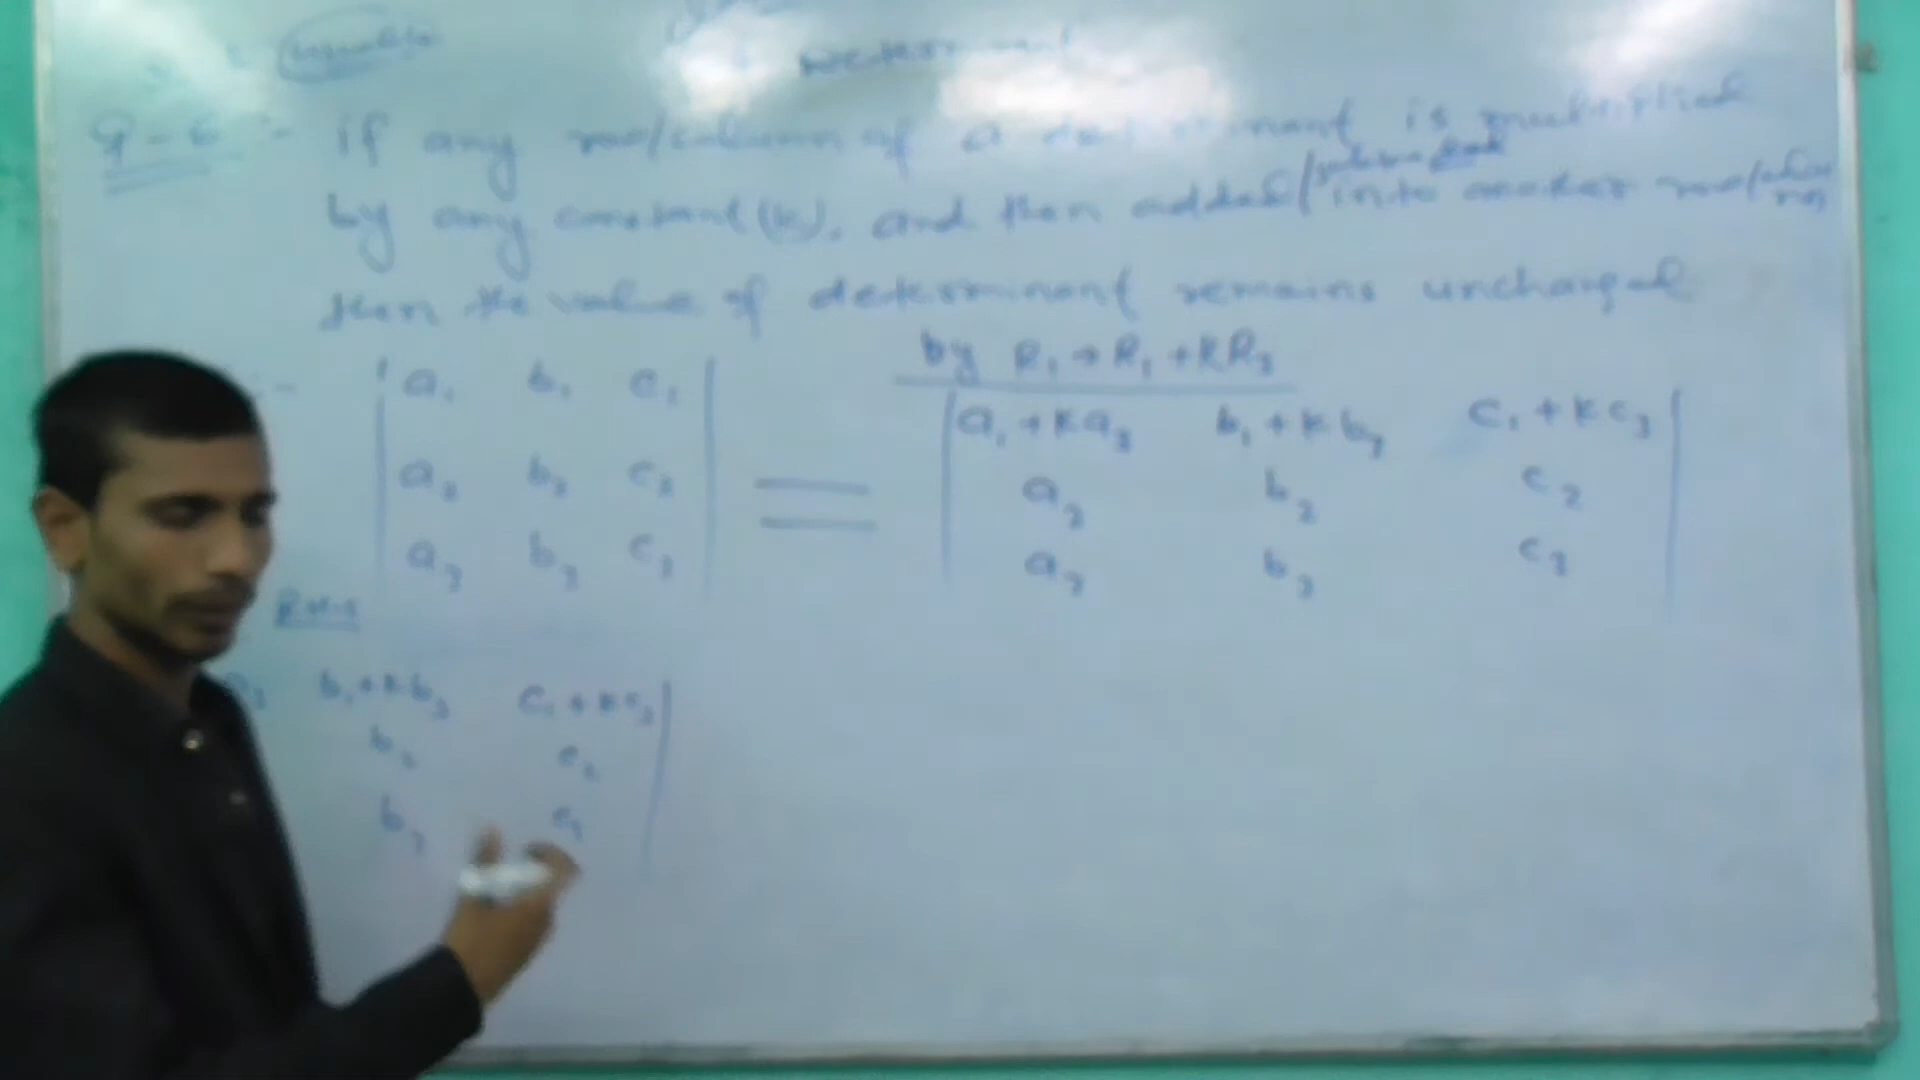 Determinant
P-6 :- if any row/column of a determinant is multiplied
by any constant (k), and then added/subtracted into another row/column
then the value of determinant remains unchanged
by R₁→R₁+KR₃
| a₁ b₁ c₁ |
| a₂ b₂ c₂ |
| a₃ b₃ c₃ |
=
| a₁+Ka₃ b₁+Kb₃ c₁+Kc₃ |
| a₂ b₂ c₂ |
| a₃ b₃ c₃ |
R.H.S
b₁+Kb₃ c₁+Kc₃ |
b₂ c₂ |
b₃ c₃ |